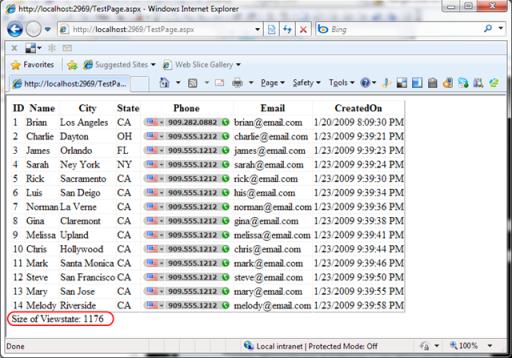 http://localhost:2969/TestPage.aspx - Windows Internet Explorer
http://localhost:2969/TestPage.aspx
Bing
Favorites Suggested Sites Web Slice Gallery
http://localhost:2969/TestPa... Page Safety Tools
ID Name City State Phone Email CreatedOn
1 Brian Los Angeles CA 909.282.0882 brian@email.com 1/20/2009 8:09:30 PM
2 Charlie Dayton OH 909.555.1212 charlie@email.com 1/23/2009 9:39:21 PM
3 James Orlando FL 909.555.1212 james@email.com 1/23/2009 9:39:23 PM
4 Sarah Ney York NY 909.555.1212 sarah@email.com 1/23/2009 9:39:24 PM
5 Rick Sacramento CA 909.555.1212 rick@email.com 1/23/2009 9:39:30 PM
6 Luis San Deigo CA 909.555.1212 luis@email.com 1/23/2009 9:39:34 PM
7 Norman La Verne CA 909.555.1212 norman@email.com 1/23/2009 9:39:36 PM
8 Gina Claremont CA 909.555.1212 gina@email.com 1/23/2009 9:39:38 PM
9 Melissa Upland CA 909.555.1212 melissa@email.com 1/23/2009 9:39:41 PM
10 Chris Hollywood CA 909.555.1212 chris@email.com 1/23/2009 9:39:44 PM
11 Mark Santa Monica CA 909.555.1212 mark@email.com 1/23/2009 9:39:46 PM
12 Steve San Francisco CA 909.555.1212 steve@email.com 1/23/2009 9:39:50 PM
13 Mary San Jose CA 909.555.1212 mary@email.com 1/23/2009 9:39:55 PM
14 Melody Riverside CA 909.555.1212 melody@email.com 1/23/2009 9:39:58 PM
Size of Viewstate: 1176
Done Local intranet | Protected Mode: Off 100%